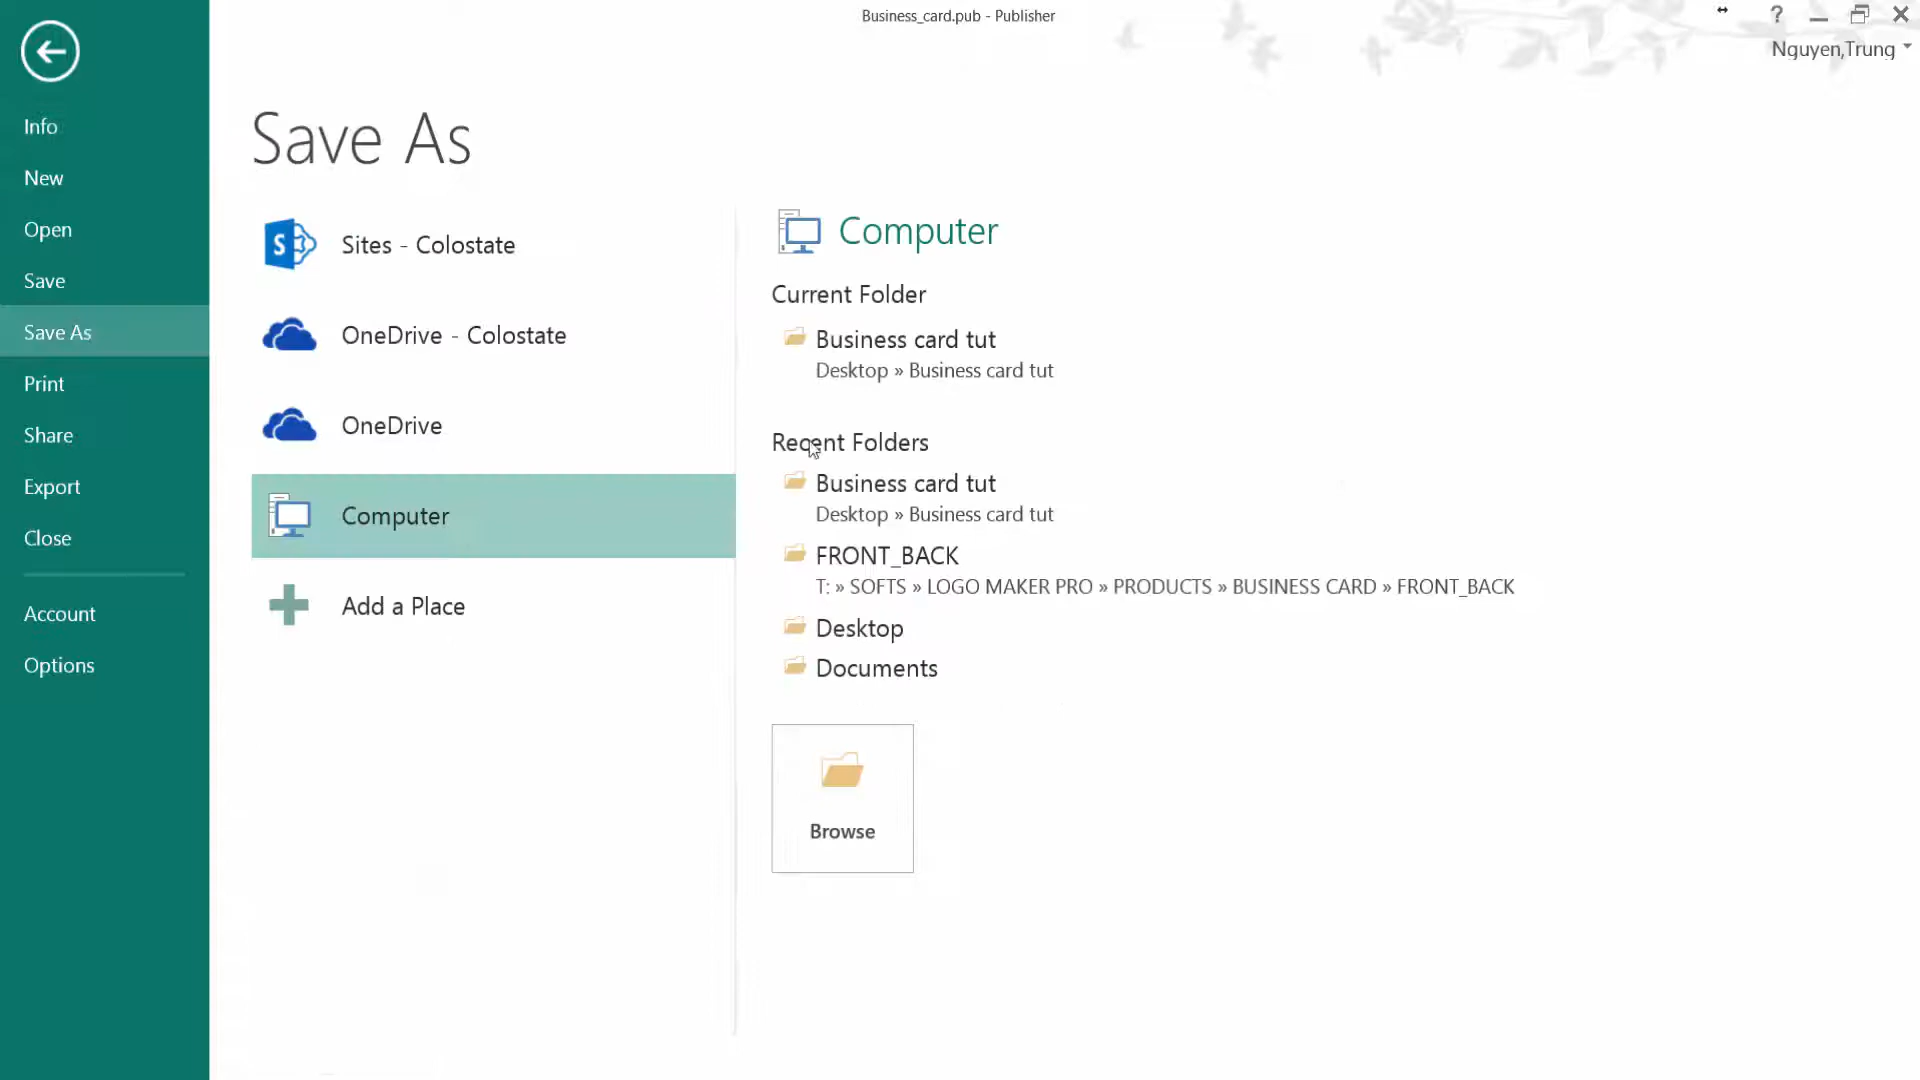 Business_card.pub - Publisher
?
Nguyen,Trung
Info
New
Open
Save
Save As
Print
Share
Export
Close
Account
Options
Save As
S
Sites - Colostate
OneDrive - Colostate
OneDrive
Computer
Add a Place
Computer
Current Folder
Business card tut
Desktop » Business card tut
Recent Folders
Business card tut
Desktop » Business card tut
FRONT_BACK
T: » SOFTS » LOGO MAKER PRO » PRODUCTS » BUSINESS CARD » FRONT_BACK
Desktop
Documents
Browse